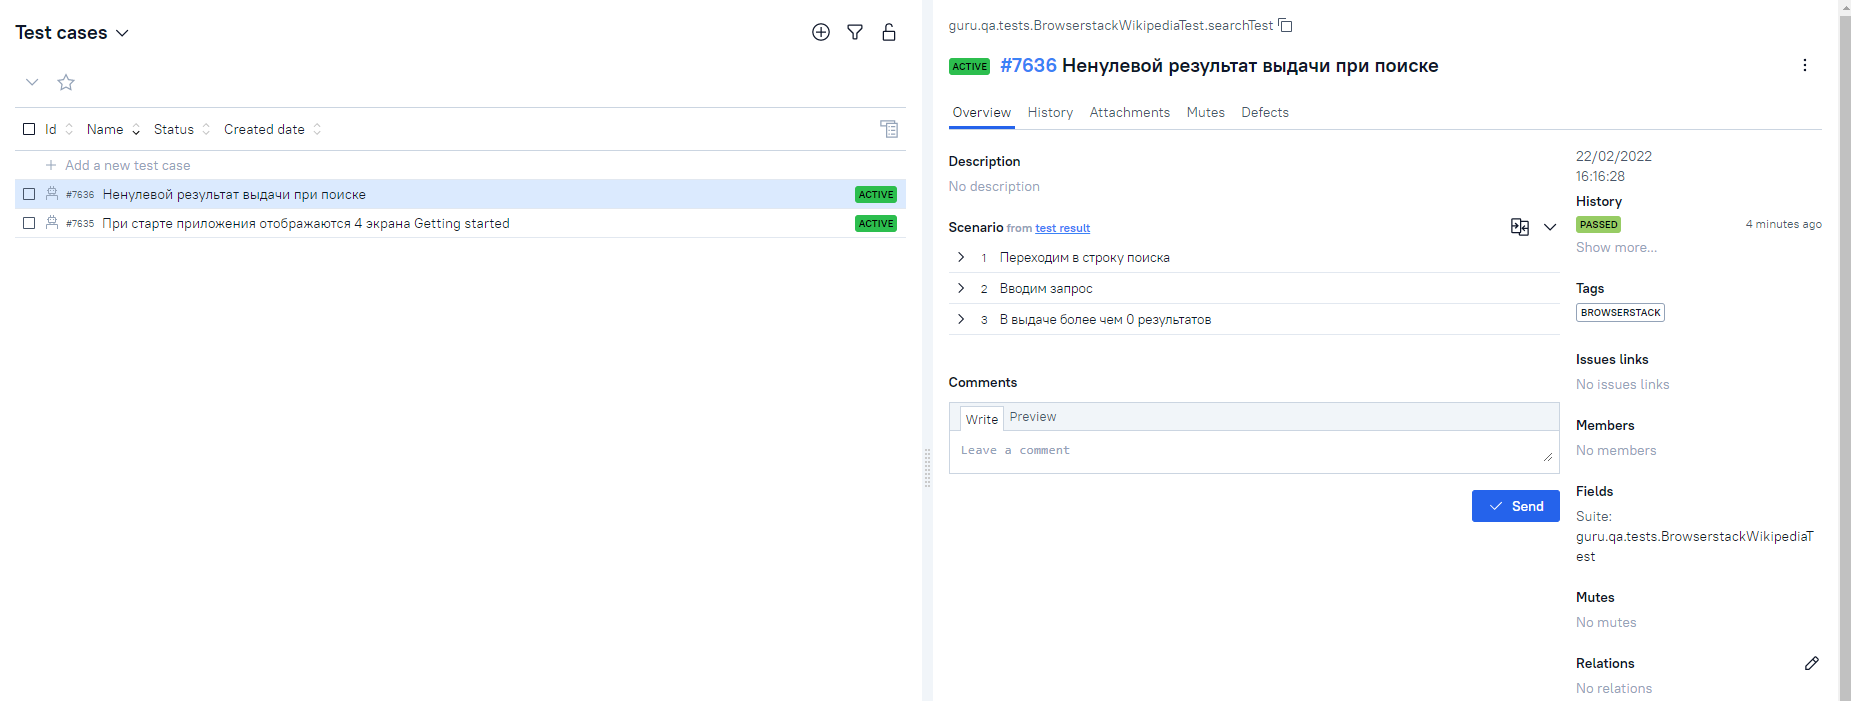 Test cases
Id Name Status Created date
Add a new test case
#7636 Ненулевой результат выдачи при поиске ACTIVE
#7635 При старте приложения отображаются 4 экрана Getting started ACTIVE
guru.qa.tests.BrowserstackWikipediaTest.searchTest
ACTIVE #7636 Ненулевой результат выдачи при поиске
Overview History Attachments Mutes Defects
Description
No description
Scenario from test result
1 Переходим в строку поиска
2 Вводим запрос
3 В выдаче более чем 0 результатов
Comments
Write Preview
Leave a comment
Send
22/02/2022
16:16:28
History
PASSED 4 minutes ago
Show more...
Tags
BROWSERSTACK
Issues links
No issues links
Members
No members
Fields
Suite:
guru.qa.tests.BrowserstackWikipediaT
est
Mutes
No mutes
Relations
No relations